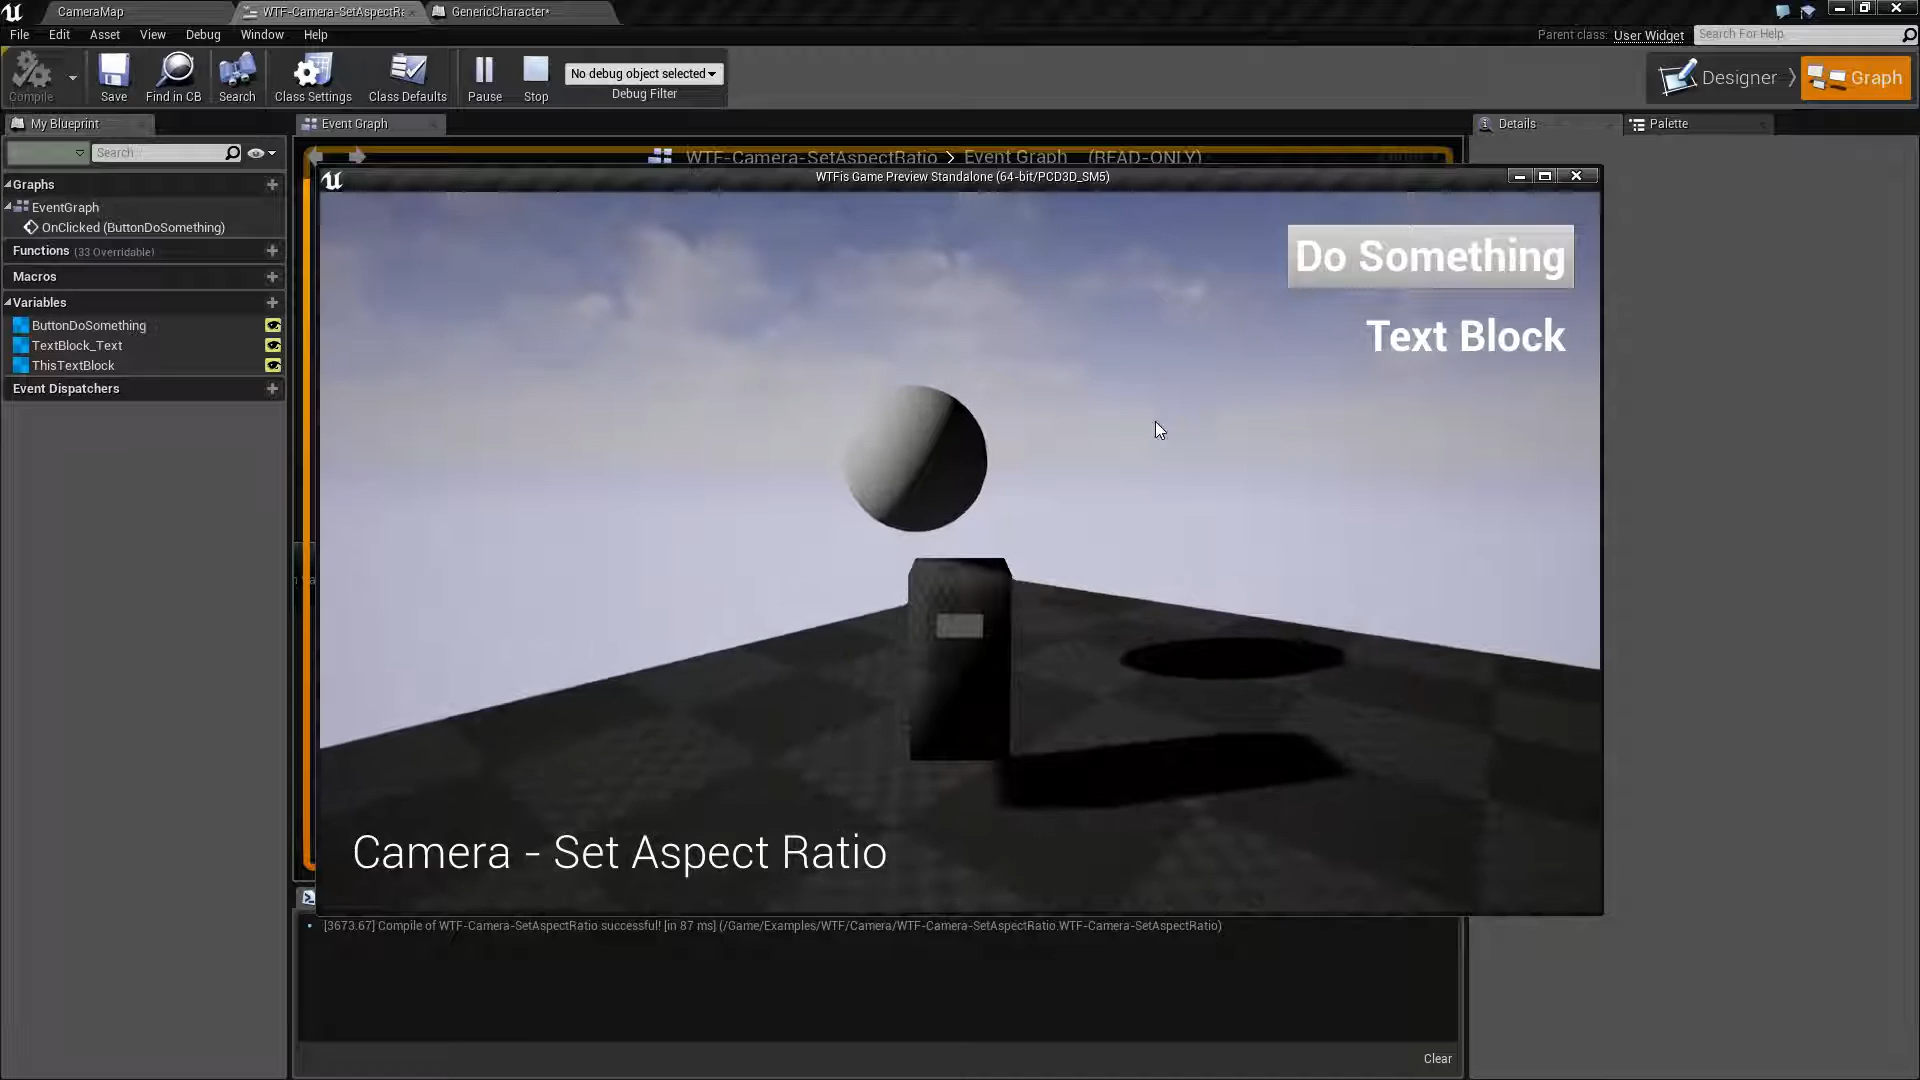 CameraMap
WTF-Camera-SetAspectRa
GenericCharacter*
File Edit Asset View Debug Window Help
Parent class: User Widget
Search For Help
Compile
Save
Find in CB
Search
Class Settings
Class Defaults
Pause
Stop
No debug object selected
Debug Filter
Designer
Graph
My Blueprint
Event Graph
Details
Palette
Search
WTF-Camera-SetAspectRatio > Event Graph (READ-ONLY)
WTFis Game Preview Standalone (64-bit/PCD3D_SM5)
Graphs
EventGraph
OnClicked (ButtonDoSomething)
Functions (33 Overridable)
Macros
Variables
ButtonDoSomething
TextBlock_Text
ThisTextBlock
Event Dispatchers
Do Something
Text Block
Camera - Set Aspect Ratio
[3673.67] Compile of WTF-Camera-SetAspectRatio successful! [in 87 ms] (/Game/Examples/WTF/Camera/WTF-Camera-SetAspectRatio.WTF-Camera-SetAspectRatio)
Clear